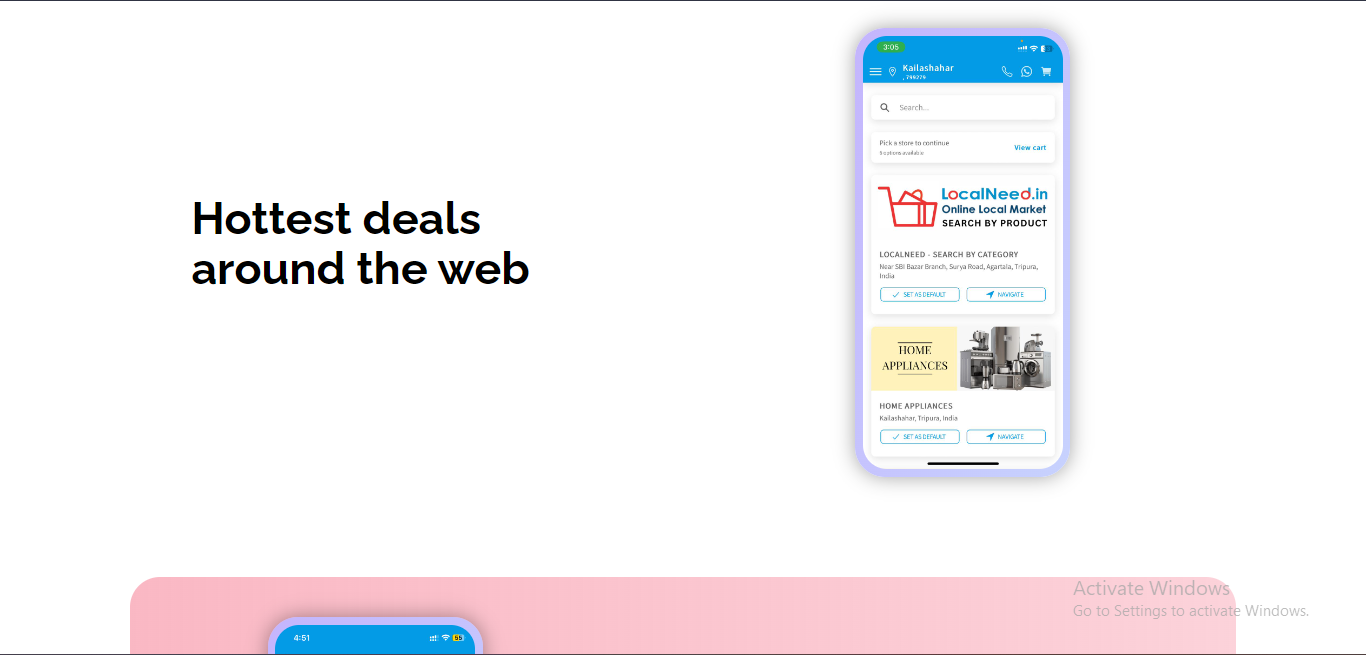 Hottest deals
around the web
3:05
Kailashahar
, 799279
Search...
Pick a store to continue
View cart
8 options available
LocalNeed.in
Online Local Market
SEARCH BY PRODUCT
LOCALNEED - SEARCH BY CATEGORY
Near SBI Bazar Branch, Surya Road, Agartala, Tripura,
India
SET AS DEFAULT
NAVIGATE
HOME
APPLIANCES
HOME APPLIANCES
Kailashahar, Tripura, India
SET AS DEFAULT
NAVIGATE
Activate Windows
Go to Settings to activate Windows.
4:51
55